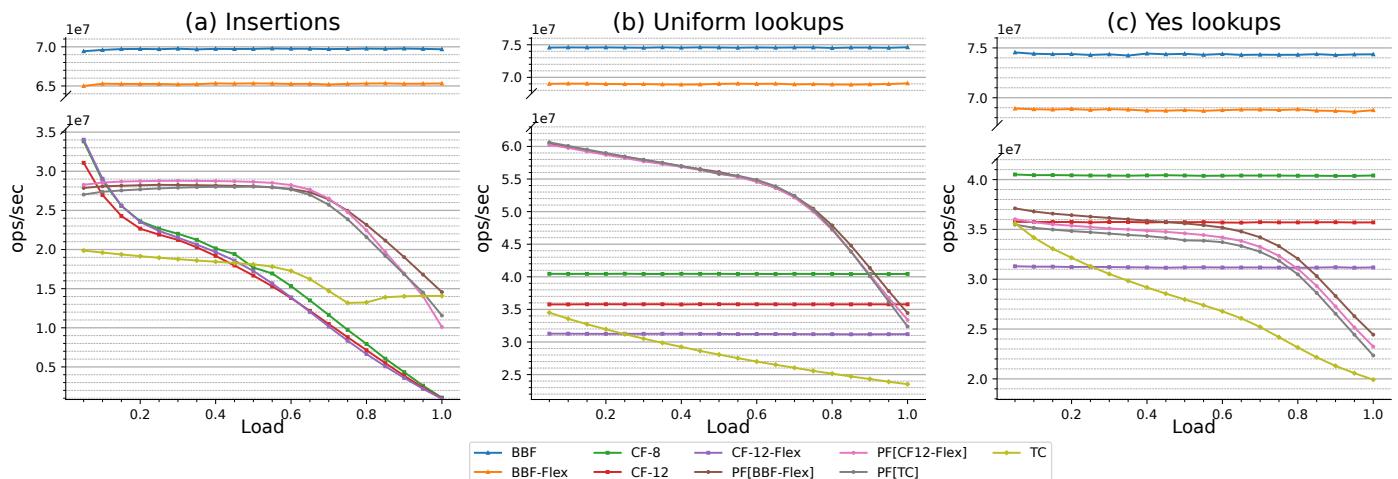 (a) Insertions
1e7
7.0
6.5
1e7
3.5
3.0
2.5
2.0
1.5
1.0
0.5
ops/sec
0.2 0.4 0.6 0.8 1.0
Load
(b) Uniform lookups
1e7
7.5
7.0
1e7
6.0
5.5
5.0
4.5
4.0
3.5
3.0
2.5
ops/sec
0.2 0.4 0.6 0.8 1.0
Load
(c) Yes lookups
1e7
7.5
7.0
1e7
4.0
3.5
3.0
2.5
2.0
ops/sec
0.2 0.4 0.6 0.8 1.0
Load
BBF CF-8 CF-12-Flex PF[CF12-Flex] TC
BBF-Flex CF-12 PF[BBF-Flex] PF[TC]